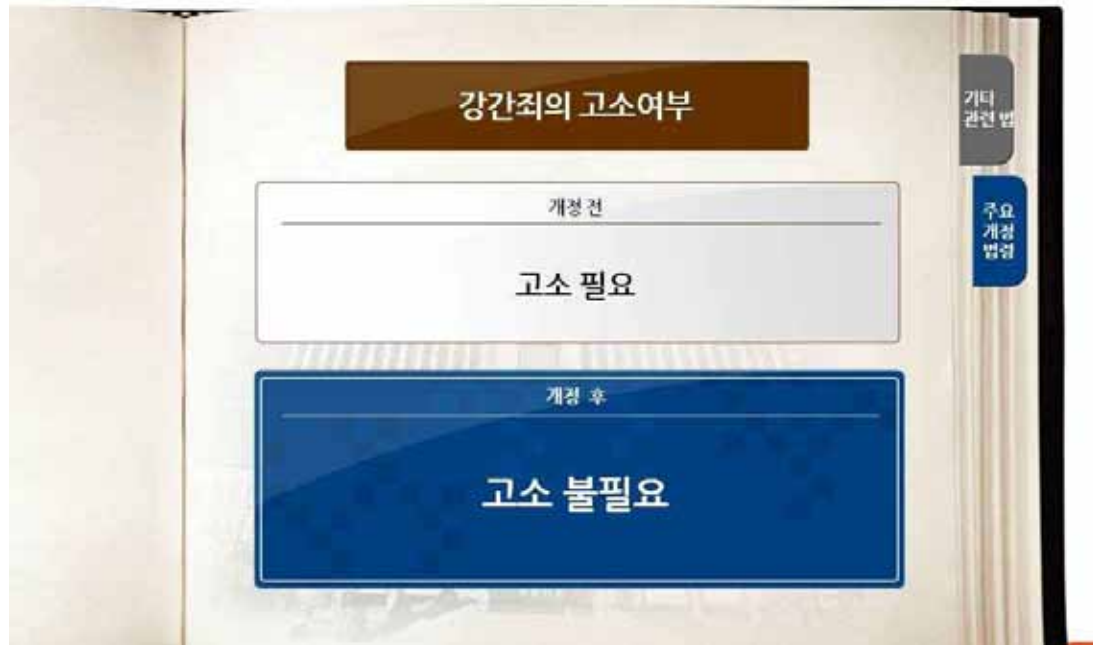 강간죄의 고소여부
기타
관련 법
개정 전
주요
개정
법령
고소 필요
개정 후
고소 불필요